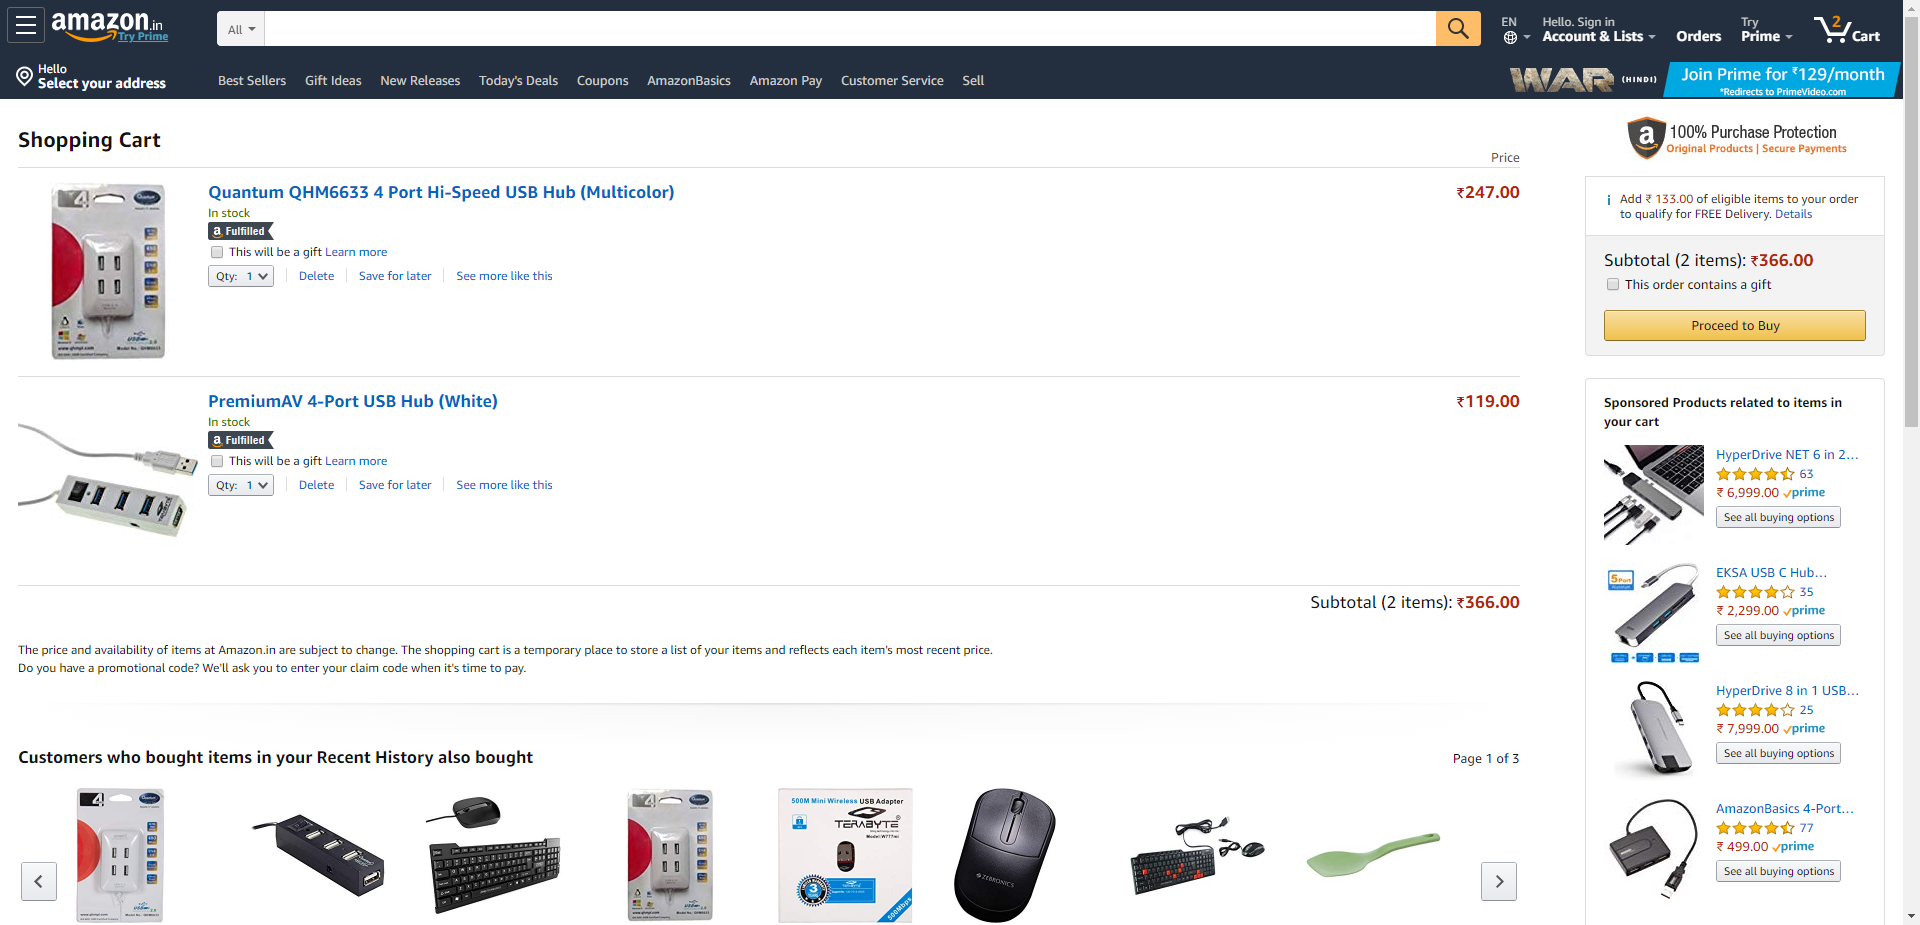 amazon.in
Try Prime
All
EN
Hello. Sign in
Account & Lists
Orders
Try
Prime
2
Cart
Hello
Select your address
Best Sellers
Gift Ideas
New Releases
Today's Deals
Coupons
AmazonBasics
Amazon Pay
Customer Service
Sell
WAR (HINDI)
Join Prime for ₹129/month
*Redirects to PrimeVideo.com
Shopping Cart
Price
Quantum QHM6633 4 Port Hi-Speed USB Hub (Multicolor)
₹247.00
In stock
a Fulfilled
This will be a gift Learn more
Qty: 1
Delete
Save for later
See more like this
PremiumAV 4-Port USB Hub (White)
₹119.00
In stock
a Fulfilled
This will be a gift Learn more
Qty: 1
Delete
Save for later
See more like this
Subtotal (2 items): ₹366.00
The price and availability of items at Amazon.in are subject to change. The shopping cart is a temporary place to store a list of your items and reflects each item's most recent price.
Do you have a promotional code? We'll ask you to enter your claim code when it's time to pay.
Customers who bought items in your Recent History also bought
Page 1 of 3
500M Mini Wireless USB Adapter
TERABYTE
500Mbps
ZEBRONICS
100% Purchase Protection
Original Products | Secure Payments
Add ₹ 133.00 of eligible items to your order
to qualify for FREE Delivery. Details
Subtotal (2 items): ₹366.00
This order contains a gift
Proceed to Buy
Sponsored Products related to items in
your cart
HyperDrive NET 6 in 2...
63
₹ 6,999.00 prime
See all buying options
5 Port
EKSA USB C Hub...
35
₹ 2,299.00 prime
See all buying options
HyperDrive 8 in 1 USB...
25
₹ 7,999.00 prime
See all buying options
AmazonBasics 4-Port...
77
₹ 499.00 prime
See all buying options